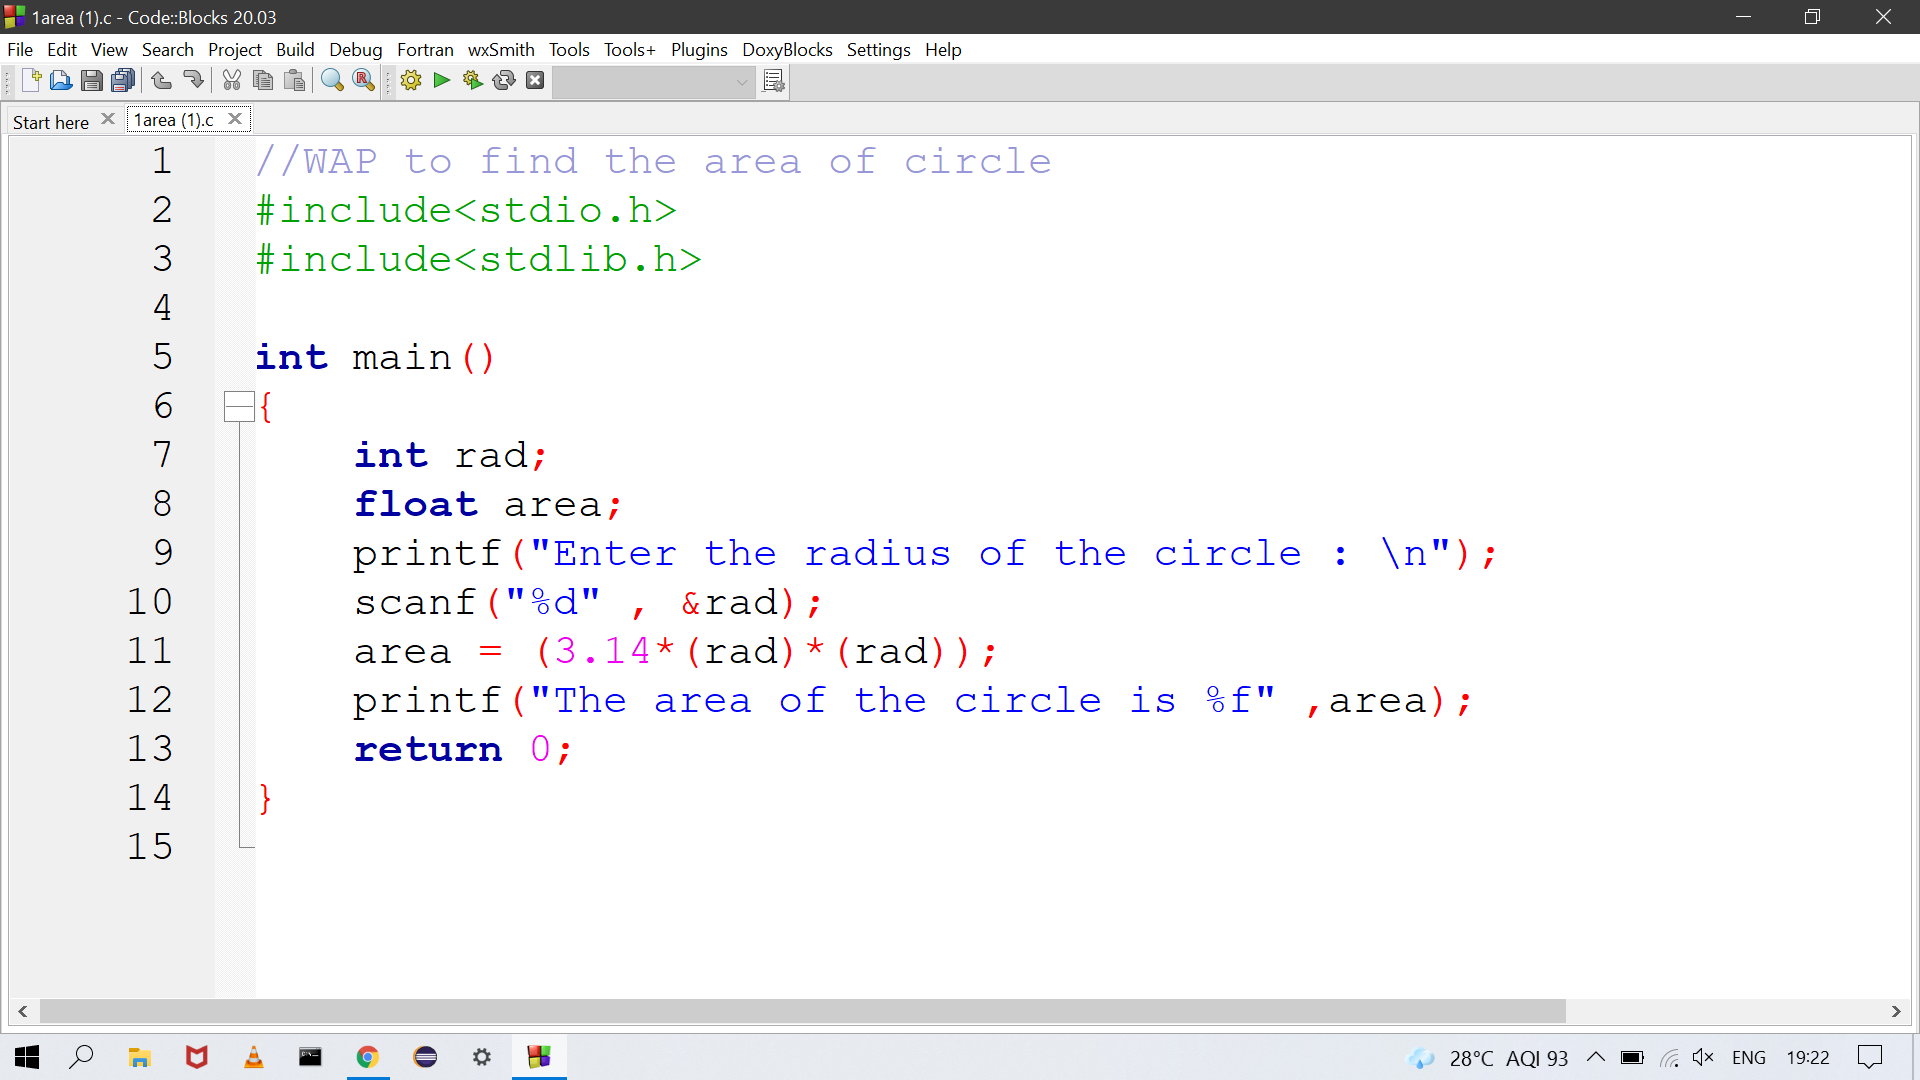 1area (1).c - Code::Blocks 20.03
File Edit View Search Project Build Debug Fortran wxSmith Tools Tools+ Plugins DoxyBlocks Settings Help
Start here 1area (1).c
1 //WAP to find the area of circle
2 #include<stdio.h>
3 #include<stdlib.h>
4
5 int main()
6 {
7 int rad;
8 float area;
9 printf("Enter the radius of the circle : \n");
10 scanf("%d" , &rad);
11 area = (3.14*(rad)*(rad));
12 printf("The area of the circle is %f" ,area);
13 return 0;
14 }
15
28°C AQI 93 ENG 19:22